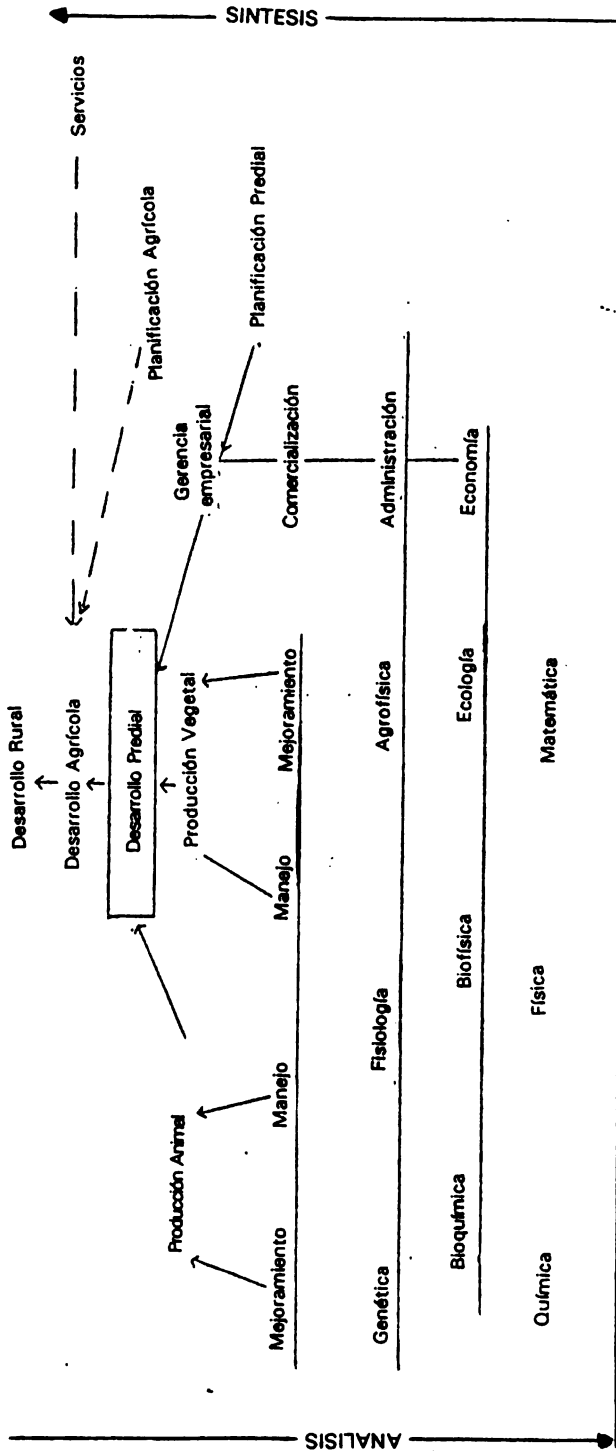 SINTESIS
Desarrollo Rural
Desarrollo Agrícola
Servicios
Desarrollo Predial
Planificación Agrícola
Producción Animal
Producción Vegetal
Gerencia
empresarial
Planificación Predial
Mejoramiento
Manejo
Manejo
Mejoramiento
Comercialización
Genética
Fisiología
Agrofísica
Administración
Bioquímica
Biofísica
Ecología
Economía
Química
Física
Matemática
ANALISIS